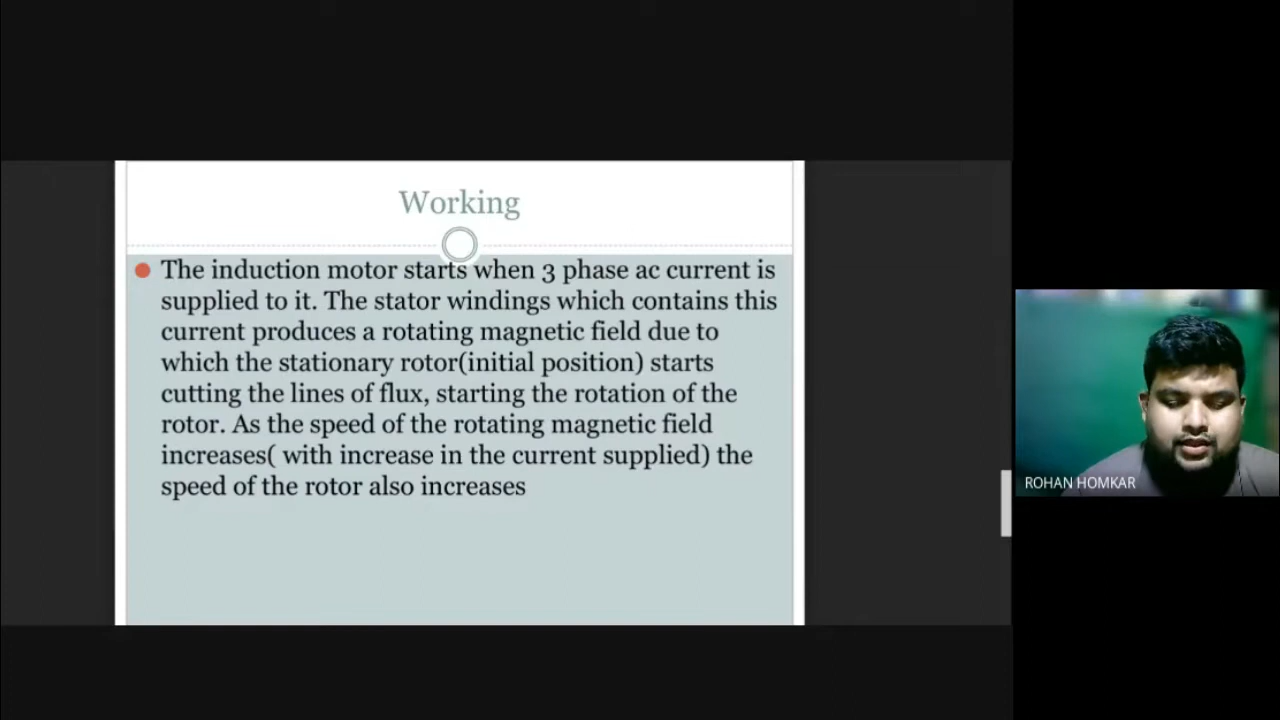 Working
The induction motor starts when 3 phase ac current is
supplied to it. The stator windings which contains this
current produces a rotating magnetic field due to
which the stationary rotor(initial position) starts
cutting the lines of flux, starting the rotation of the
rotor. As the speed of the rotating magnetic field
increases( with increase in the current supplied) the
speed of the rotor also increases
ROHAN HOMKAR